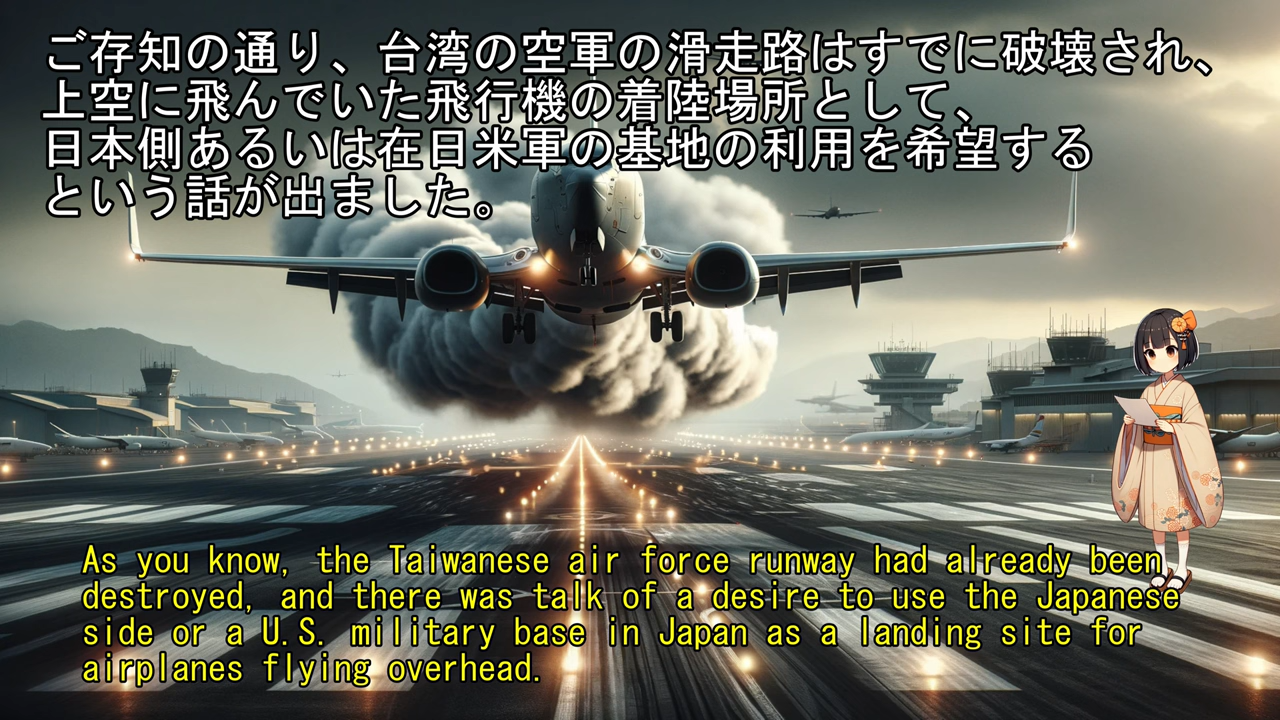 ご存知の通り、台湾の空軍の滑走路はすでに破壊され、
上空に飛んでいた飛行機の着陸場所として、
日本側あるいは在日米軍の基地の利用を希望する
という話が出ました。
As you know, the Taiwanese air force runway had already been
destroyed, and there was talk of a desire to use the Japanese
side or a U.S. military base in Japan as a landing site for
airplanes flying overhead.